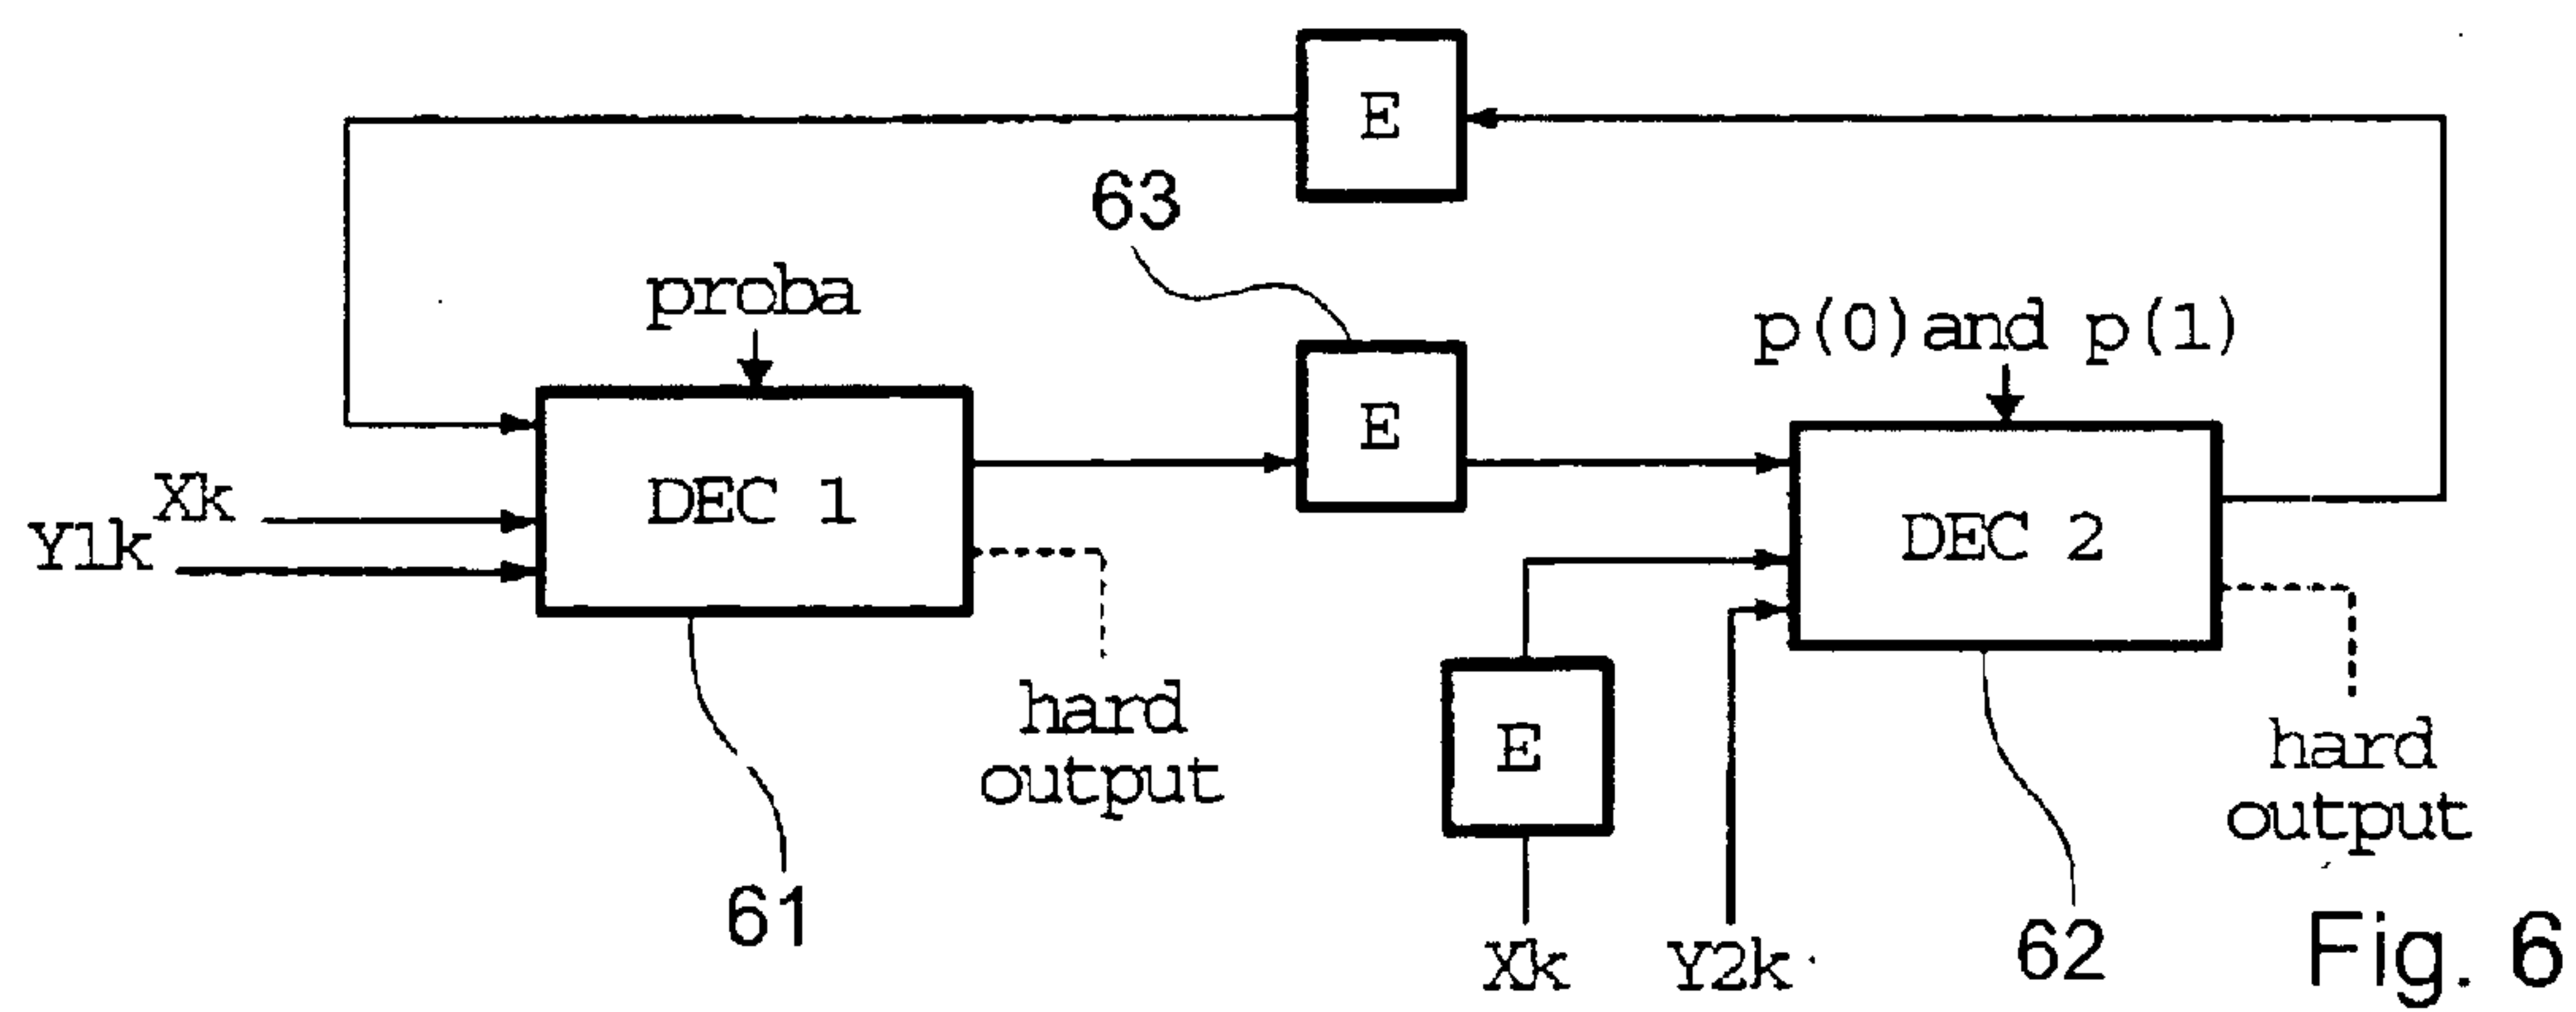 E
63
proba
p(0)and p(1)
E
Xk
Y1k
DEC 1
DEC 2
hard
output
E
hard
output
61
Xk
Y2k
62
Fig. 6